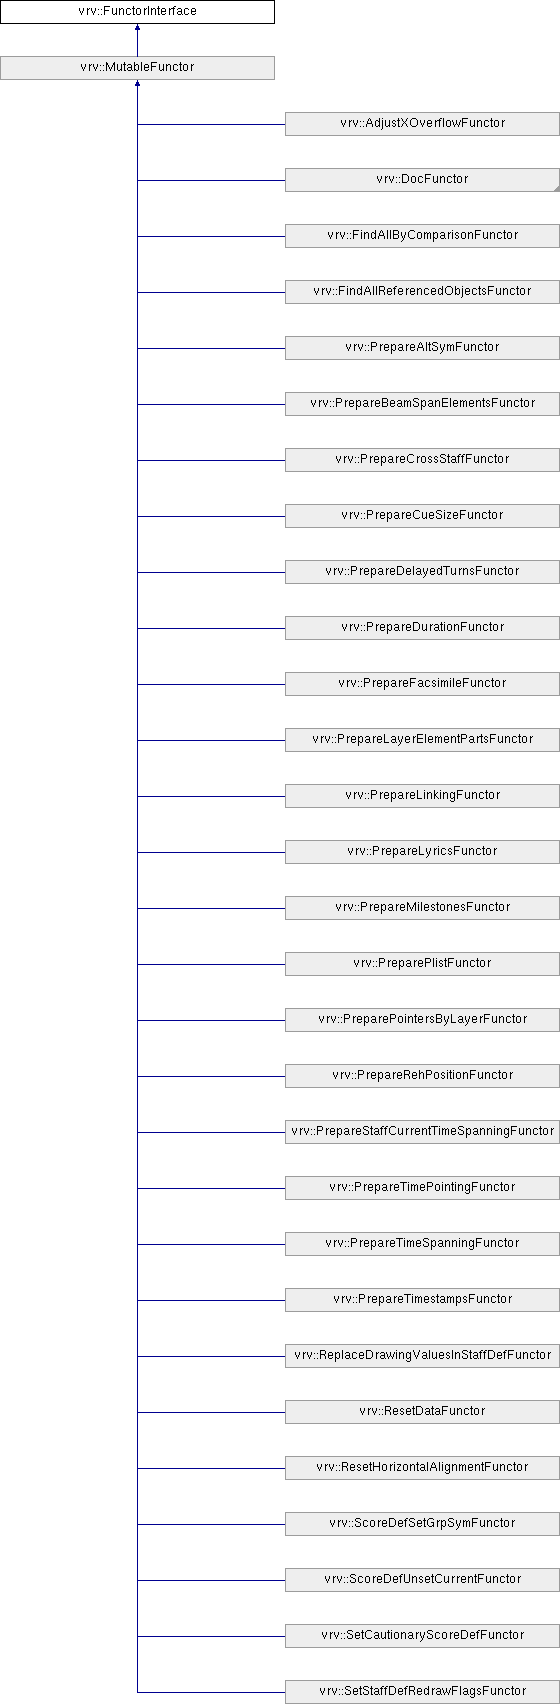 vrv::FunctorInterface
vrv::MutableFunctor
vrv::AdjustXOverflowFunctor
vrv::DocFunctor
vrv::FindAllByComparisonFunctor
vrv::FindAllReferencedObjectsFunctor
vrv::PrepareAltSymFunctor
vrv::PrepareBeamSpanElementsFunctor
vrv::PrepareCrossStaffFunctor
vrv::PrepareCueSizeFunctor
vrv::PrepareDelayedTurnsFunctor
vrv::PrepareDurationFunctor
vrv::PrepareFacsimileFunctor
vrv::PrepareLayerElementPartsFunctor
vrv::PrepareLinkingFunctor
vrv::PrepareLyricsFunctor
vrv::PrepareMilestonesFunctor
vrv::PreparePlistFunctor
vrv::PreparePointersByLayerFunctor
vrv::PrepareRehPositionFunctor
vrv::PrepareStaffCurrentTimeSpanningFunctor
vrv::PrepareTimePointingFunctor
vrv::PrepareTimeSpanningFunctor
vrv::PrepareTimestampsFunctor
vrv::ReplaceDrawingValuesInStaffDefFunctor
vrv::ResetDataFunctor
vrv::ResetHorizontalAlignmentFunctor
vrv::ScoreDefSetGrpSymFunctor
vrv::ScoreDefUnsetCurrentFunctor
vrv::SetCautionaryScoreDefFunctor
vrv::SetStaffDefRedrawFlagsFunctor